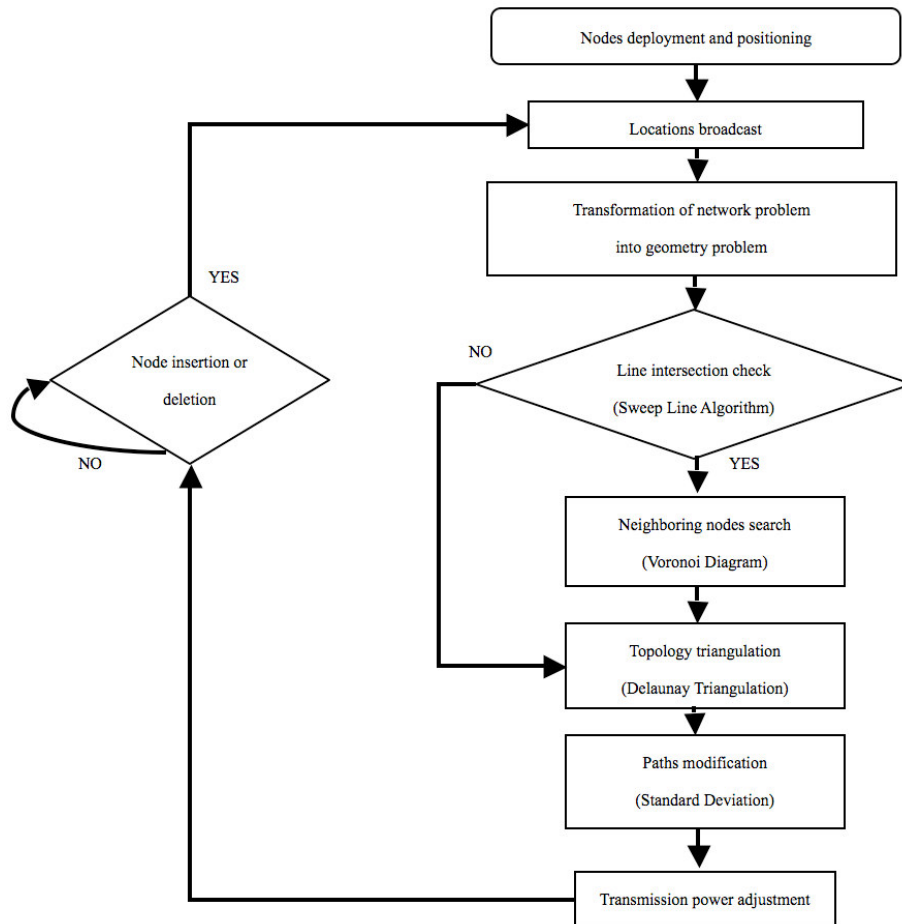 Nodes deployment and positioning
Locations broadcast
Transformation of network problem
into geometry problem
YES
Node insertion or
deletion
NO
NO
Line intersection check
(Sweep Line Algorithm)
YES
Neighboring nodes search
(Voronoi Diagram)
Topology triangulation
(Delaunay Triangulation)
Paths modification
(Standard Deviation)
Transmission power adjustment